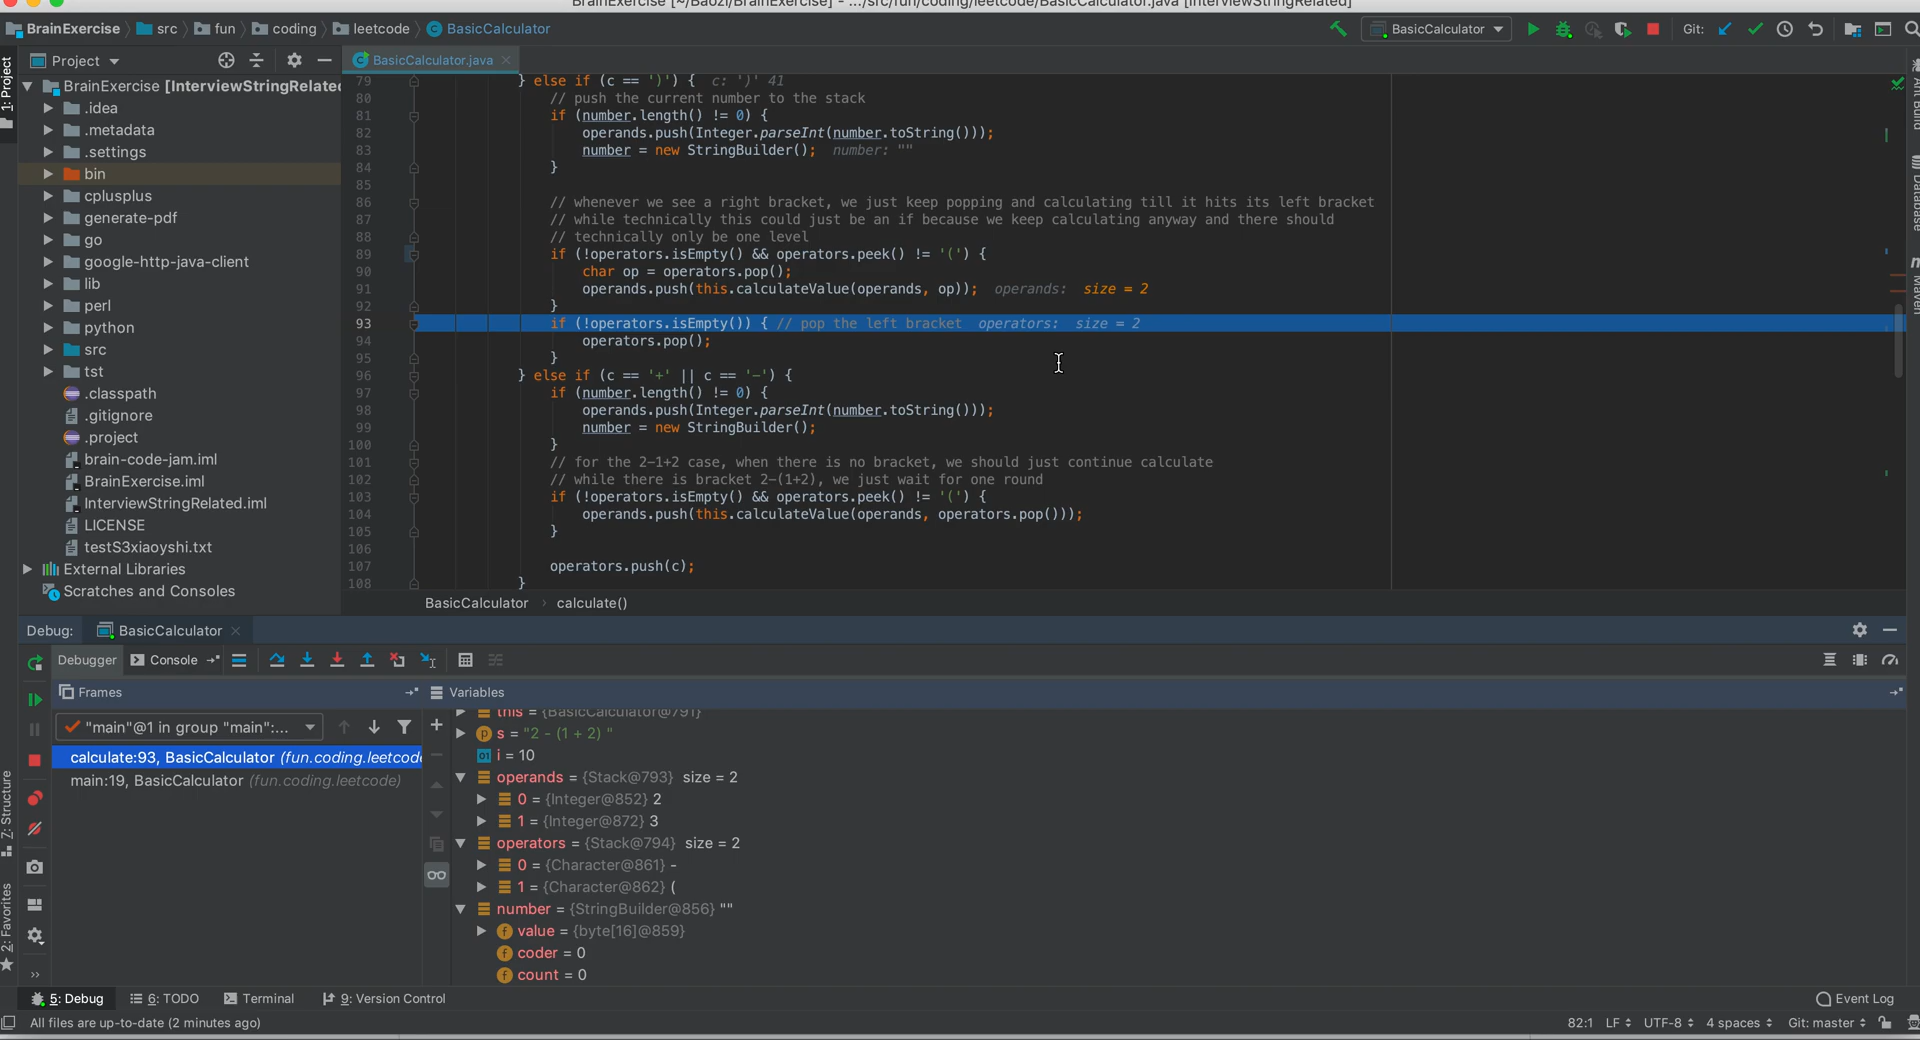 BrainExercise [~/Baozi/BrainExercise] - .../src/fun/coding/leetcode/BasicCalculator.java [InterviewStringRelated]
BrainExercise src fun coding leetcode BasicCalculator
BasicCalculator Git:
Project
BasicCalculator.java
1: Project
BrainExercise [InterviewStringRelated
.idea
.metadata
.settings
bin
cplusplus
generate-pdf
go
google-http-java-client
lib
perl
python
src
tst
.classpath
.gitignore
.project
brain-code-jam.iml
BrainExercise.iml
InterviewStringRelated.iml
LICENSE
testS3xiaoyshi.txt
External Libraries
Scratches and Consoles
79 } else if (c == ')') { c: ')' 41
80 // push the current number to the stack
81 if (number.length() != 0) {
82 operands.push(Integer.parseInt(number.toString()));
83 number = new StringBuilder(); number: ""
84 }
85
86 // whenever we see a right bracket, we just keep popping and calculating till it hits its left bracket
87 // while technically this could just be an if because we keep calculating anyway and there should
88 // technically only be one level
89 if (!operators.isEmpty() && operators.peek() != '(') {
90 char op = operators.pop();
91 operands.push(this.calculateValue(operands, op)); operands: size = 2
92 }
93 if (!operators.isEmpty()) { // pop the left bracket operators: size = 2
94 operators.pop();
95 }
96 } else if (c == '+' || c == '-') {
97 if (number.length() != 0) {
98 operands.push(Integer.parseInt(number.toString()));
99 number = new StringBuilder();
100 }
101 // for the 2-1+2 case, when there is no bracket, we should just continue calculate
102 // while there is bracket 2-(1+2), we just wait for one round
103 if (!operators.isEmpty() && operators.peek() != '(') {
104 operands.push(this.calculateValue(operands, operators.pop()));
105 }
106
107 operators.push(c);
108 }
BasicCalculator › calculate()
Ant Build
Database
Maven
Debug: BasicCalculator
Debugger Console
Frames
Variables
"main"@1 in group "main":...
calculate:93, BasicCalculator (fun.coding.leetcode
main:19, BasicCalculator (fun.coding.leetcode)
this = {BasicCalculator@791}
s = "2 - (1 + 2) "
i = 10
operands = {Stack@793} size = 2
0 = {Integer@852} 2
1 = {Integer@872} 3
operators = {Stack@794} size = 2
0 = {Character@861} -
1 = {Character@862} (
number = {StringBuilder@856} ""
value = {byte[16]@859}
coder = 0
count = 0
Z: Structure
2: Favorites
5: Debug 6: TODO Terminal 9: Version Control Event Log
All files are up-to-date (2 minutes ago) 82:1 LF UTF-8 4 spaces Git: master